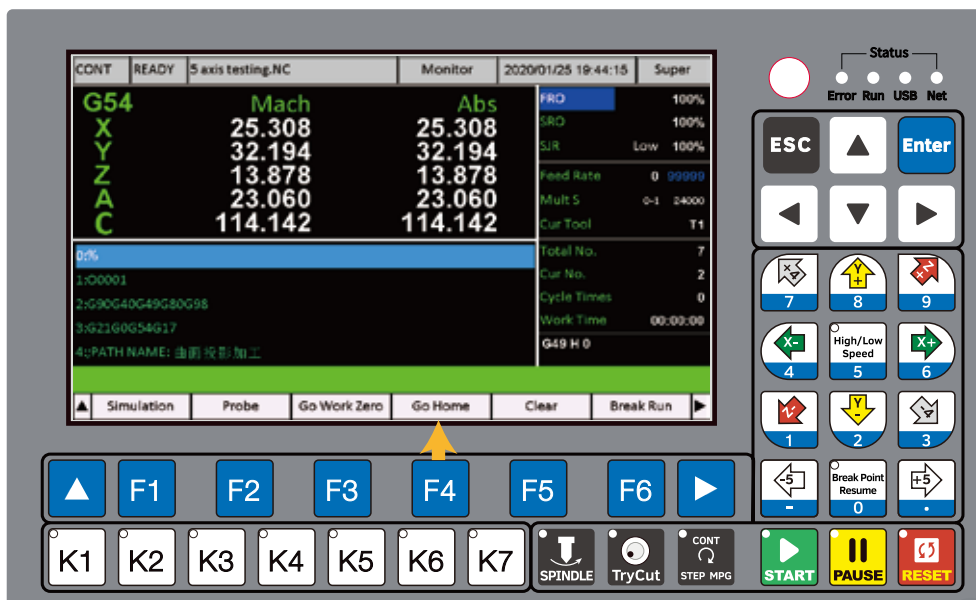 CONT READY 5 axis testing.NC Monitor 2020/01/25 19:44:15 Super
G54 Mach Abs
X 25.308 25.308
Y 32.194 32.194
Z 13.878 13.878
A 23.060 23.060
C 114.142 114.142
FRO 100%
SRO 100%
SJR Low 100%
Feed Rate 0 99999
Mult S 0-1 24000
Cur Tool T1
Total No. 7
Cur No. 2
Cycle Times 0
Work Time 00:00:00
G49 H 0
0:%
1:O0001
2:G90G40G49G80G98
3:G21G0G54G17
4:;PATH NAME: 曲面投影加工
Simulation Probe Go Work Zero Go Home Clear Break Run
F1 F2 F3 F4 F5 F6
K1 K2 K3 K4 K5 K6 K7
SPINDLE
TryCut
CONT
STEP MPG
Status
Error Run USB Net
ESC Enter
X4 Y+ Z+
7 8 9
X- High/Low Speed X+
4 5 6
Z- Y- -4
1 2 3
-5 Break Point Resume +5
- 0 .
START PAUSE RESET